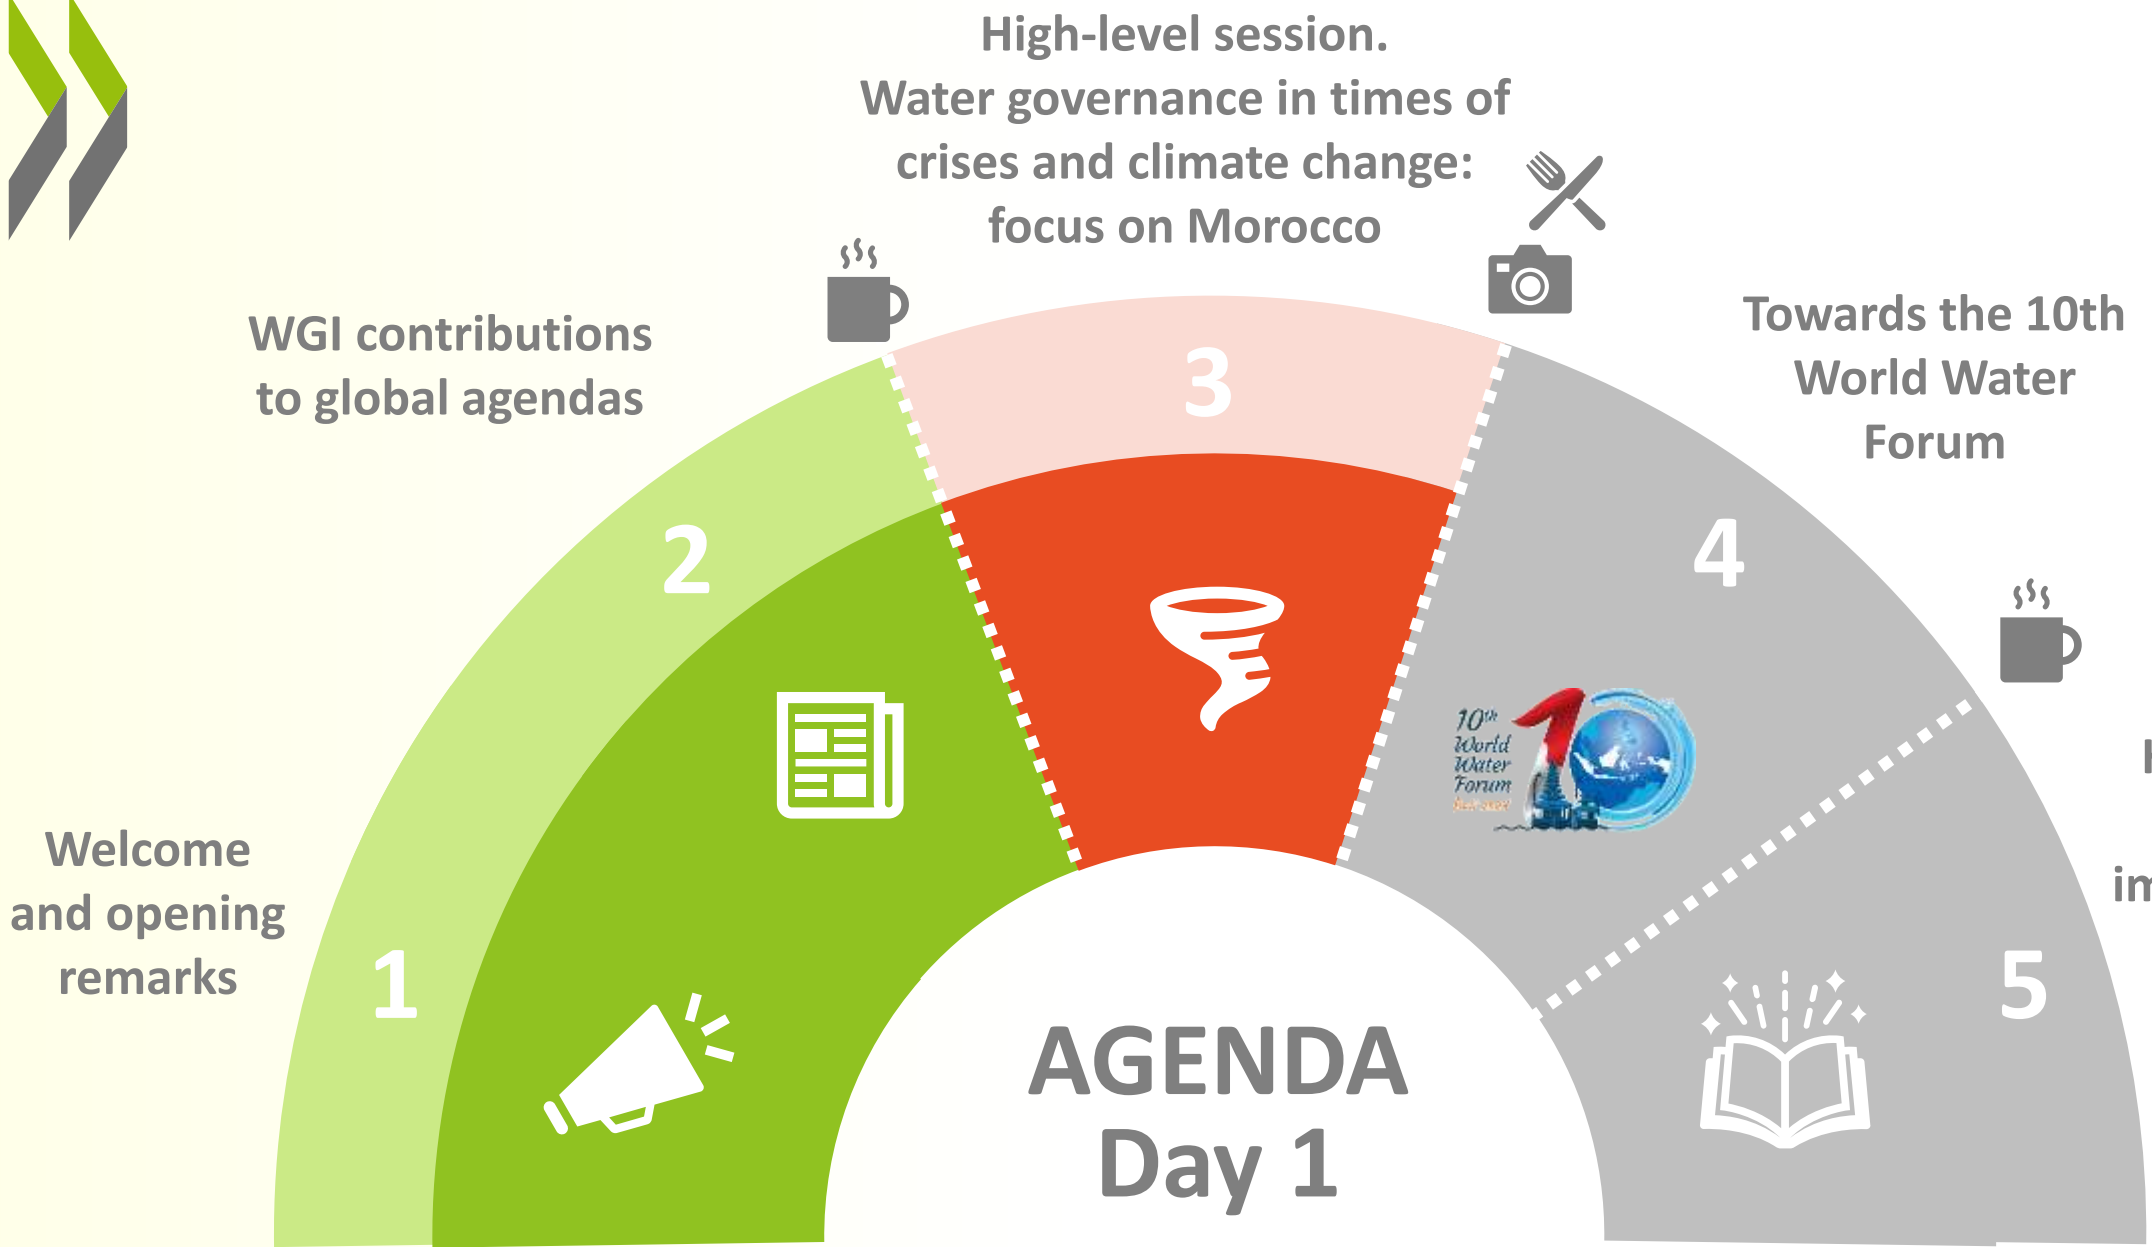 High-level session.
Water governance in times of
crises and climate change:
focus on Morocco
WGI contributions
to global agendas
Towards the 10th
World Water
Forum
Welcome
and opening
remarks
1
2
3
4
5
10th
World
Water
Forum
im
AGENDA
Day 1